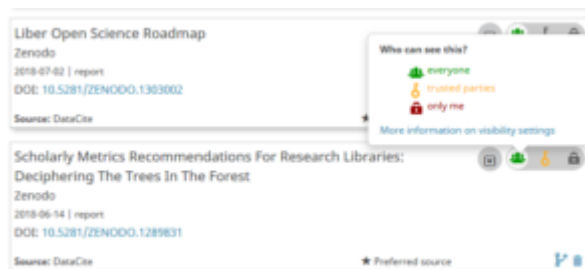 Liber Open Science Roadmap
Zenodo
2018-07-02 | report
DOI: 10.5281/ZENODO.1303002
Source: DataCite
Who can see this?
everyone
trusted parties
only me
More information on visibility settings
Scholarly Metrics Recommendations For Research Libraries:
Deciphering The Trees In The Forest
Zenodo
2018-06-14 | report
DOI: 10.5281/ZENODO.1289831
Source: DataCite
Preferred source